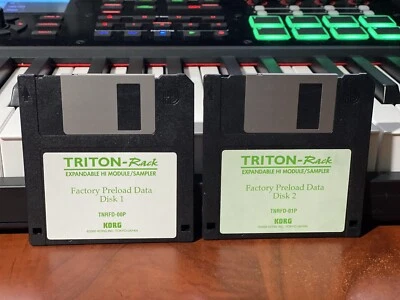 TRITON-Rack
EXPANDABLE HI MODULE/SAMPLER
Factory Preload Data
Disk 1
TNRFD-00P
KORG
TRITON-Rack
EXPANDABLE HI MODULE/SAMPLER
Factory Preload Data
Disk 2
TNRFD-01P
KORG